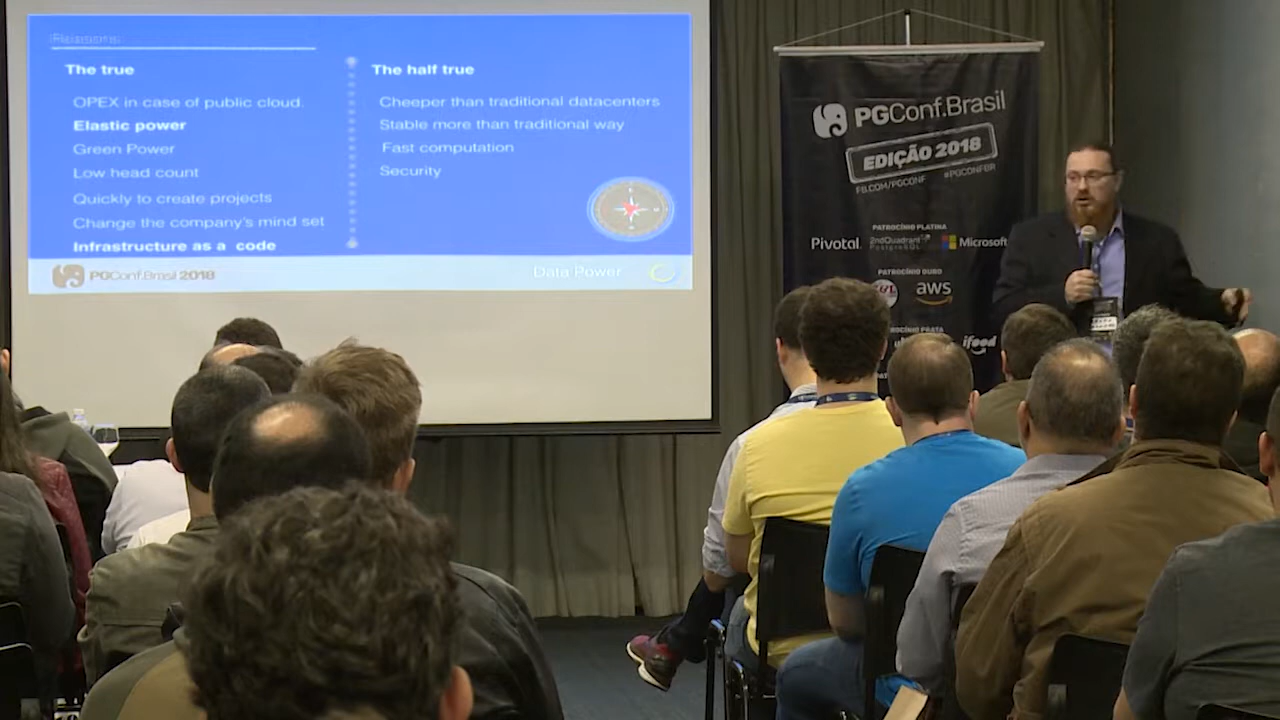 Reasons
The true
OPEX in case of public cloud.
Elastic power
Green Power
Low head count
Quickly to create projects
Change the company's mind set
Infrastructure as a code
The half true
Cheeper than traditional datacenters
Stable more than traditional way
Fast computation
Security
PGConf.Brasil 2018
Data Power
PGConf.Brasil
EDIÇÃO 2018
FB.COM/PGCONF #PGCONFBR
PATROCÍNIO PLATINA
Pivotal. 2ndQuadrant PostgreSQL Microsoft
PATROCÍNIO OURO
aws
PATROCÍNIO PRATA
ifood